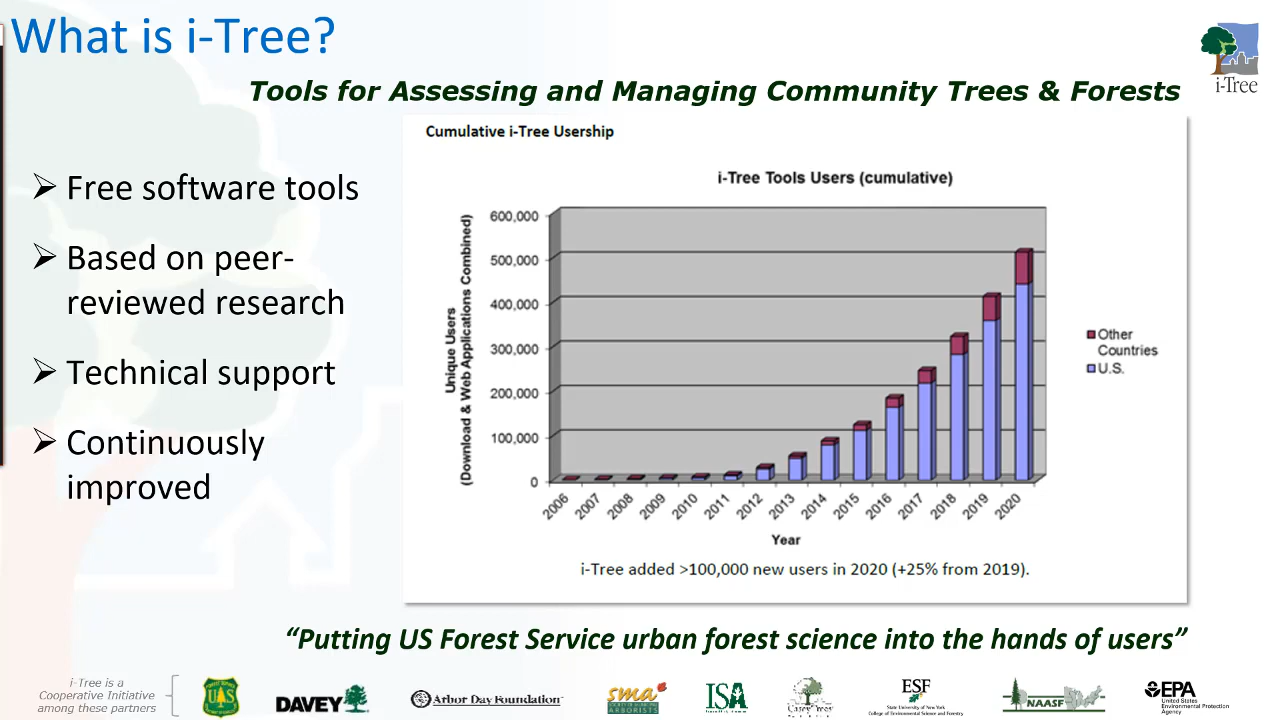 What is i-Tree?
i-Tree
Tools for Assessing and Managing Community Trees & Forests
Free software tools
Based on peer-
reviewed research
Technical support
Continuously
improved
Cumulative i-Tree Usership
i-Tree Tools Users (cumulative)
Unique Users
(Download & Web Applications Combined)
600,000
500,000
400,000
300,000
200,000
100,000
0
2006
2007
2008
2009
2010
2011
2012
2013
2014
2015
2016
2017
2018
2019
2020
Year
Other
Countries
U.S.
i-Tree added >100,000 new users in 2020 (+25% from 2019).
“Putting US Forest Service urban forest science into the hands of users”
i-Tree is a
Cooperative Initiative
among these partners
UAS
DAVEY
Arbor Day Foundation
sma
ARBORISTS
ISA
Casey Trees
ESF
State University of New York
College of Environmental Science and Forestry
NAASF
EPA
United States
Environmental Protection
Agency